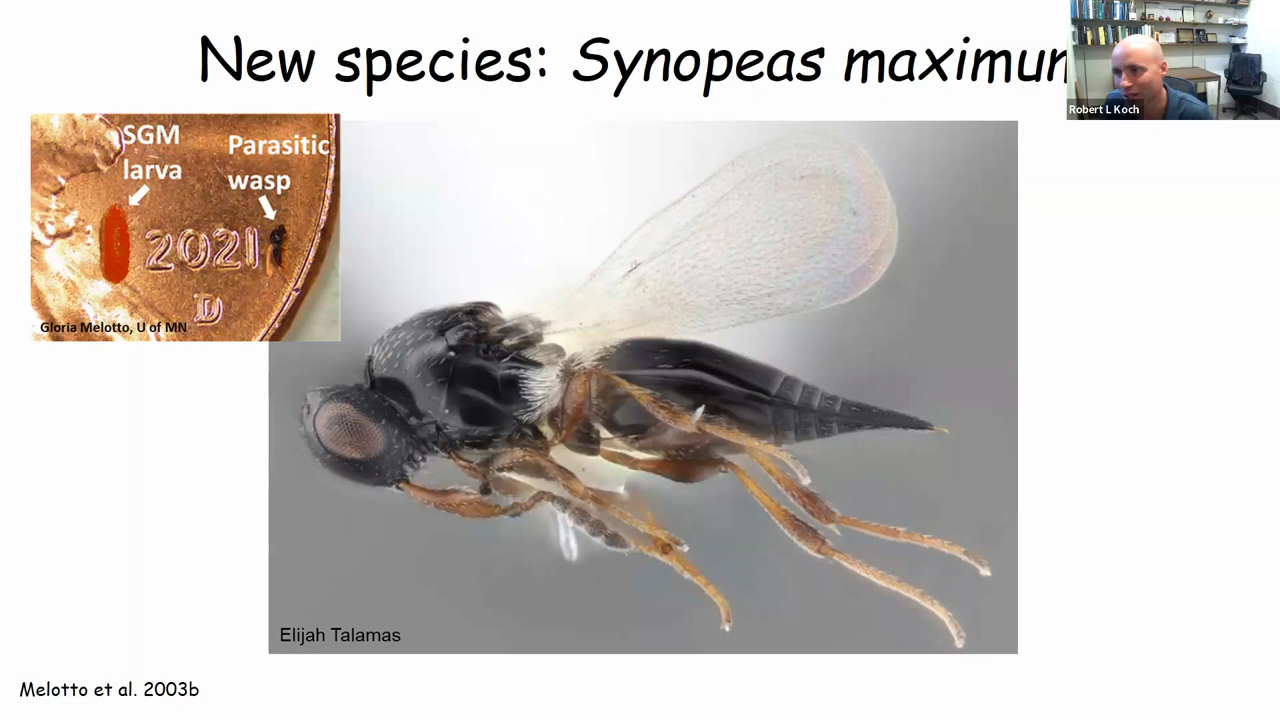 New species: Synopeas maximum
Robert L Koch
SGM
larva
Parasitic
wasp
2021
D
Gloria Melotto, U of MN
Elijah Talamas
Melotto et al. 2003b